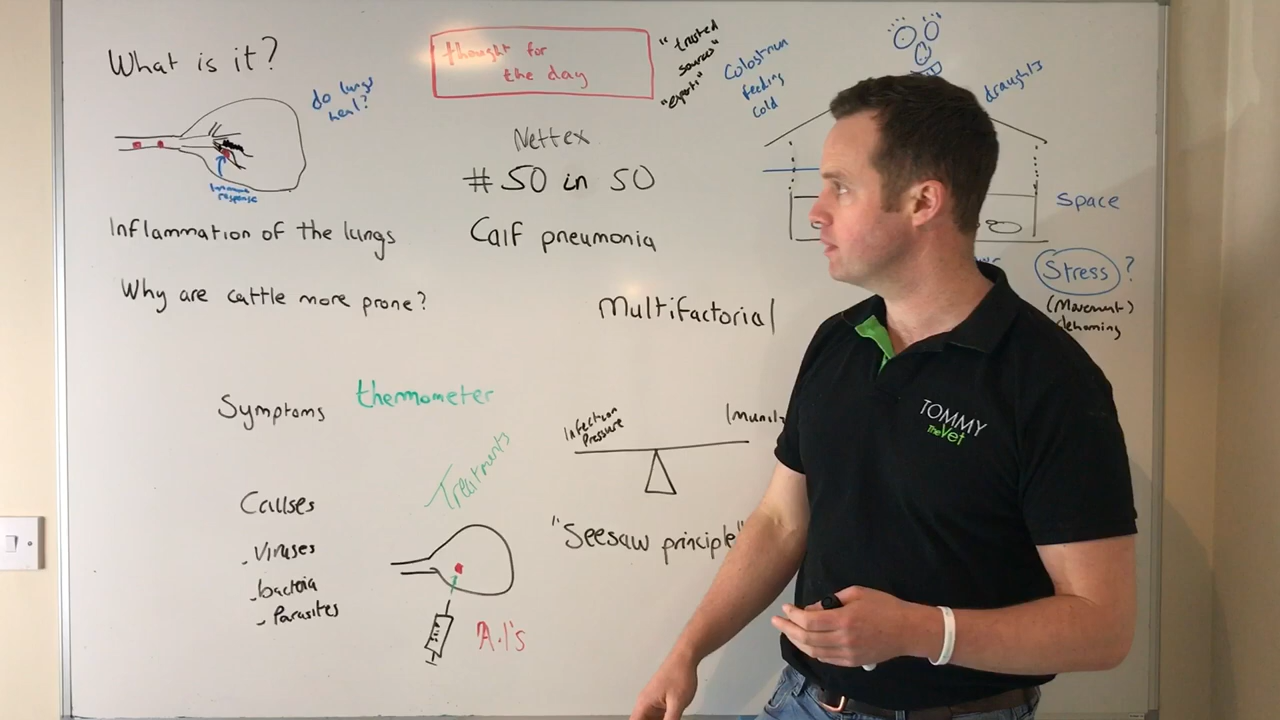 What is it?
do lungs
heal?
Immune
response
Inflammation of the lungs
Why are cattle more prone?
thought for
the day
"trusted
sources"
"experts"
Nettex
#50 in 50
Calf pneumonia
Colostrum
feeding
Cold
draughts
space
Stress?
(Movement)
dehorning
Multifactorial
Symptoms
thermometer
Treatments
Infection
Pressure
"Seesaw principle"
Causes
. Viruses
. bacteria
. Parasites
A.I's
TOMMY
The Vet